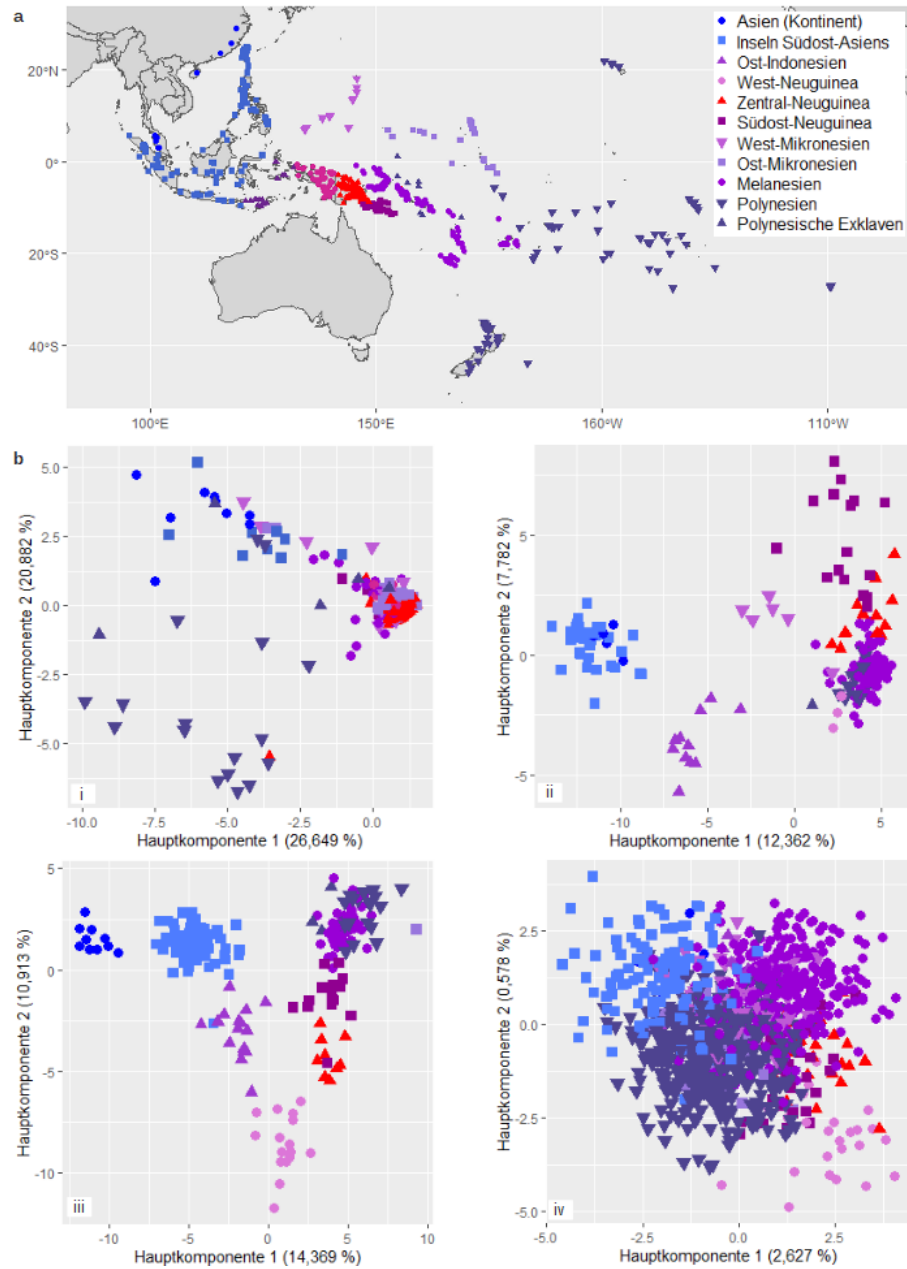 a
Asien (Kontinent)
Inseln Südost-Asiens
Ost-Indonesien
West-Neuguinea
Zentral-Neuguinea
Südost-Neuguinea
West-Mikronesien
Ost-Mikronesien
Melanesien
Polynesien
Polynesische Exklaven
20°N
0°
20°S
40°S
100°E
150°E
160°W
110°W
b
Hauptkomponente 2 (20,882 %)
5.0
2.5
0.0
-2.5
-5.0
i
-10.0
-7.5
-5.0
-2.5
0.0
Hauptkomponente 1 (26,649 %)
Hauptkomponente 2 (7,782 %)
5
0
-5
ii
-10
-5
0
5
Hauptkomponente 1 (12,362 %)
Hauptkomponente 2 (10,913 %)
5
0
-5
-10
iii
-10
-5
0
5
10
Hauptkomponente 1 (14,369 %)
Hauptkomponente 2 (0,578 %)
2.5
0.0
-2.5
-5.0
iv
-5.0
-2.5
0.0
2.5
Hauptkomponente 1 (2,627 %)